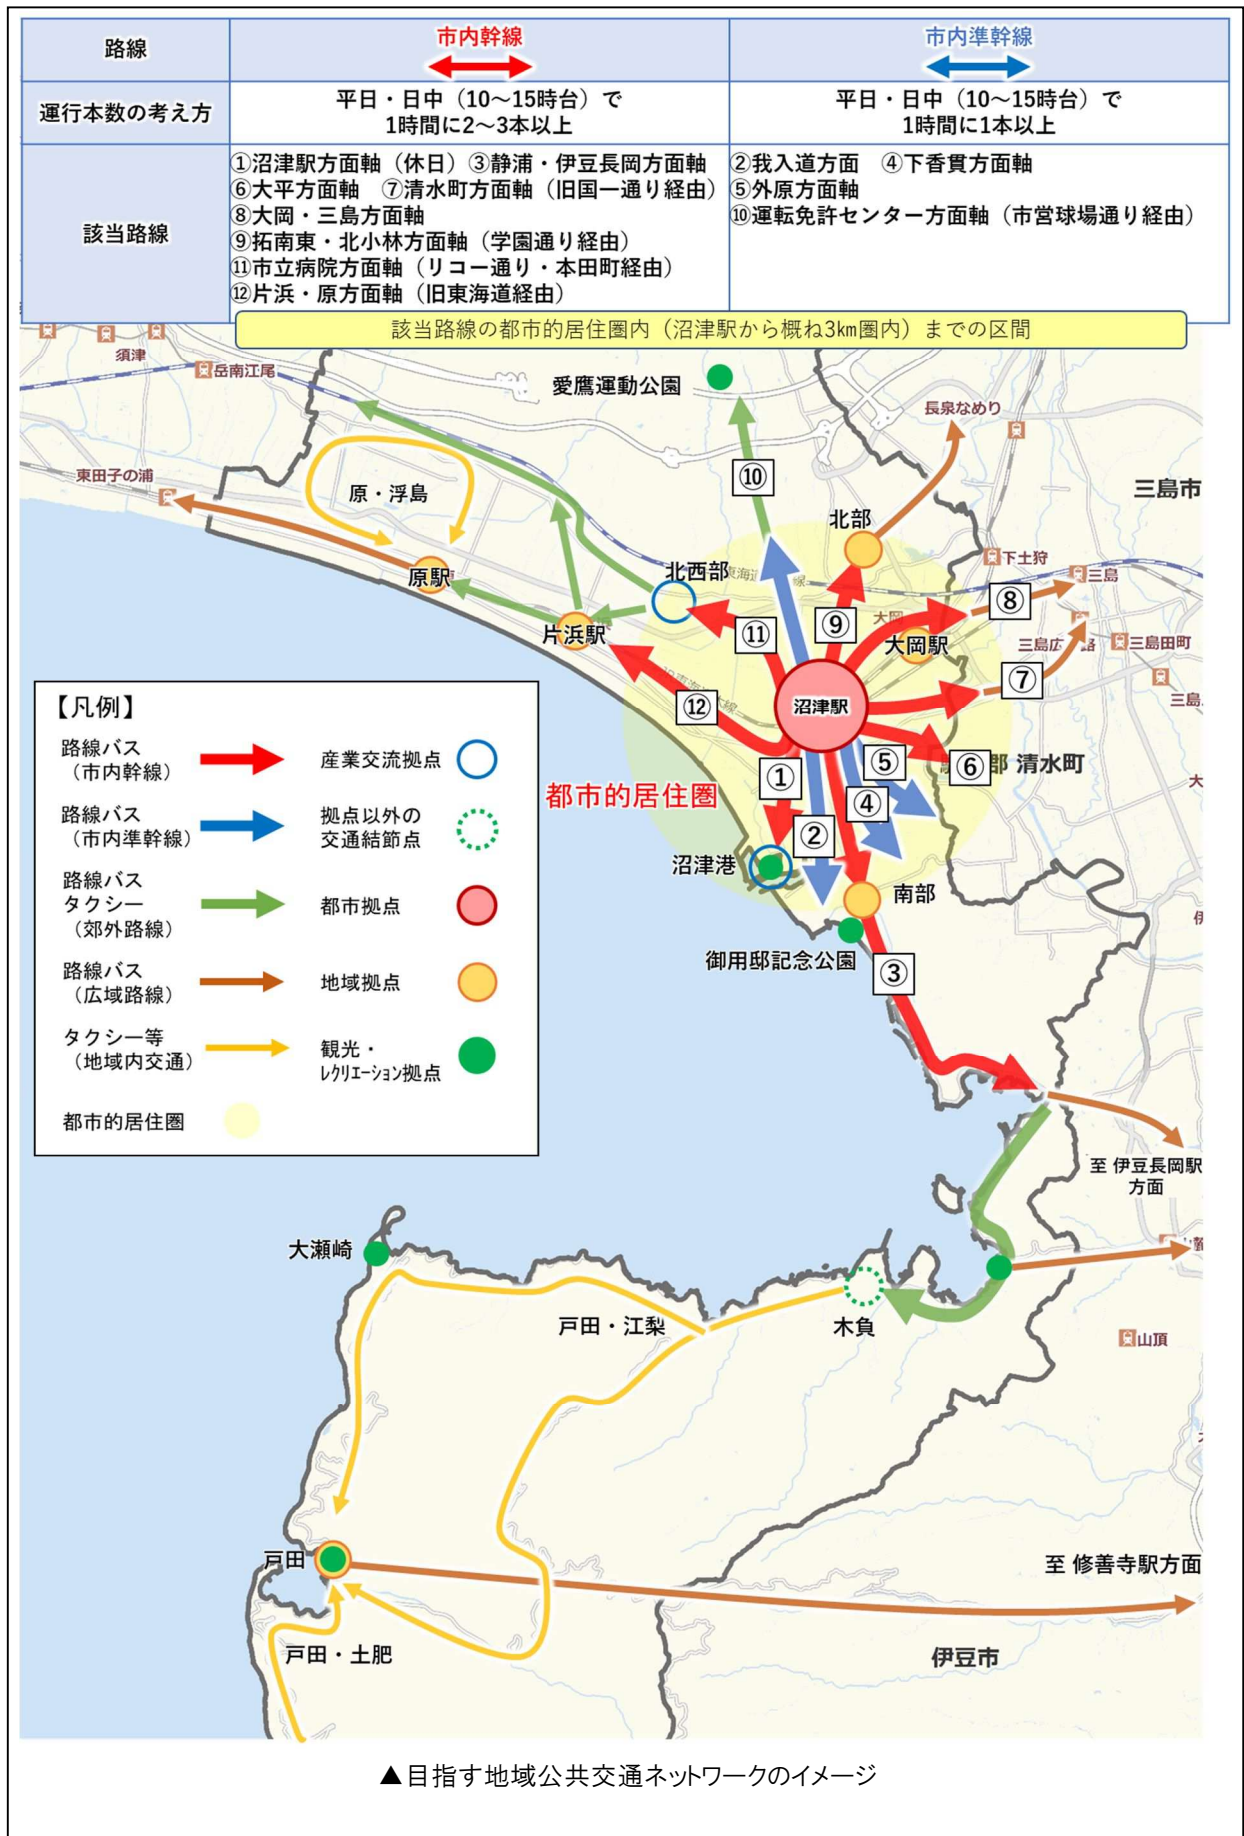 路線
市内幹線
市内準幹線
運行本数の考え方
平日・日中（10～15時台）で
1時間に2～3本以上
平日・日中（10～15時台）で
1時間に1本以上
該当路線
①沼津駅方面軸（休日）③静浦・伊豆長岡方面軸
⑥大平方面軸　⑦清水町方面軸（旧国一通り経由）
⑧大岡・三島方面軸
⑨拓南東・北小林方面軸（学園通り経由）
⑪市立病院方面軸（リコー通り・本田町経由）
⑫片浜・原方面軸（旧東海道経由）
②我入道方面　④下香貫方面軸
⑤外原方面軸
⑩運転免許センター方面軸（市営球場通り経由）
該当路線の都市的居住圏内（沼津駅から概ね3㎞圏内）までの区間
須津
岳南江尾
愛鷹運動公園
長泉なめり
東田子の浦
原・浮島
⑩
三島市
北部
下土狩
原駅
北西部
三島
⑧
片浜駅
⑪
⑨
大岡
大岡駅
三島広
路
三島田町
⑦
⑫
沼津駅
三島
【凡例】
路線バス
（市内幹線）
産業交流拠点
路線バス
（市内準幹線）
拠点以外の
交通結節点
路線バス
タクシー
（郊外路線）
都市拠点
路線バス
（広域路線）
地域拠点
タクシー等
（地域内交通）
観光・
ﾚｸﾘｴｰｼｮﾝ拠点
都市的居住圏
都市的居住圏
①
⑤
⑥
郡 清水町
④
②
沼津港
南部
御用邸記念公園
③
至 伊豆長岡駅
方面
大瀬崎
戸田・江梨
木負
山頂
戸田
至 修善寺駅方面
戸田・土肥
伊豆市
▲目指す地域公共交通ネットワークのイメージ